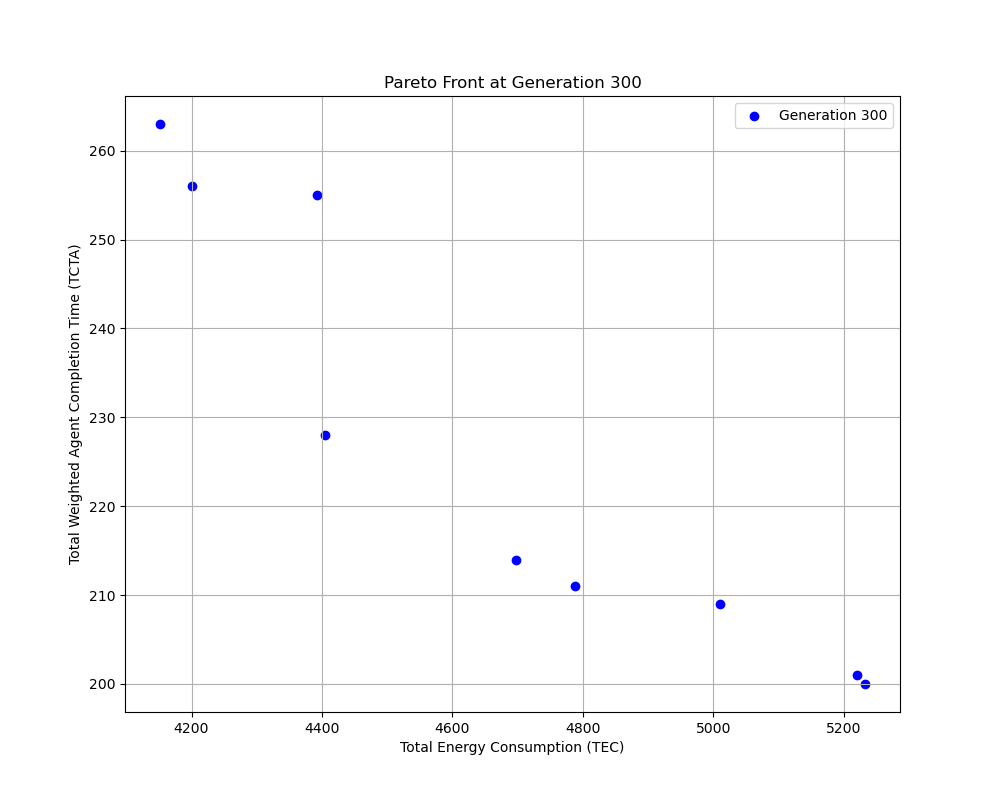 Pareto Front at Generation 300
Generation 300
260
250
240
230
220
210
200
Total Weighted Agent Completion Time (TCTA)
4200 4400 4600 4800 5000 5200
Total Energy Consumption (TEC)